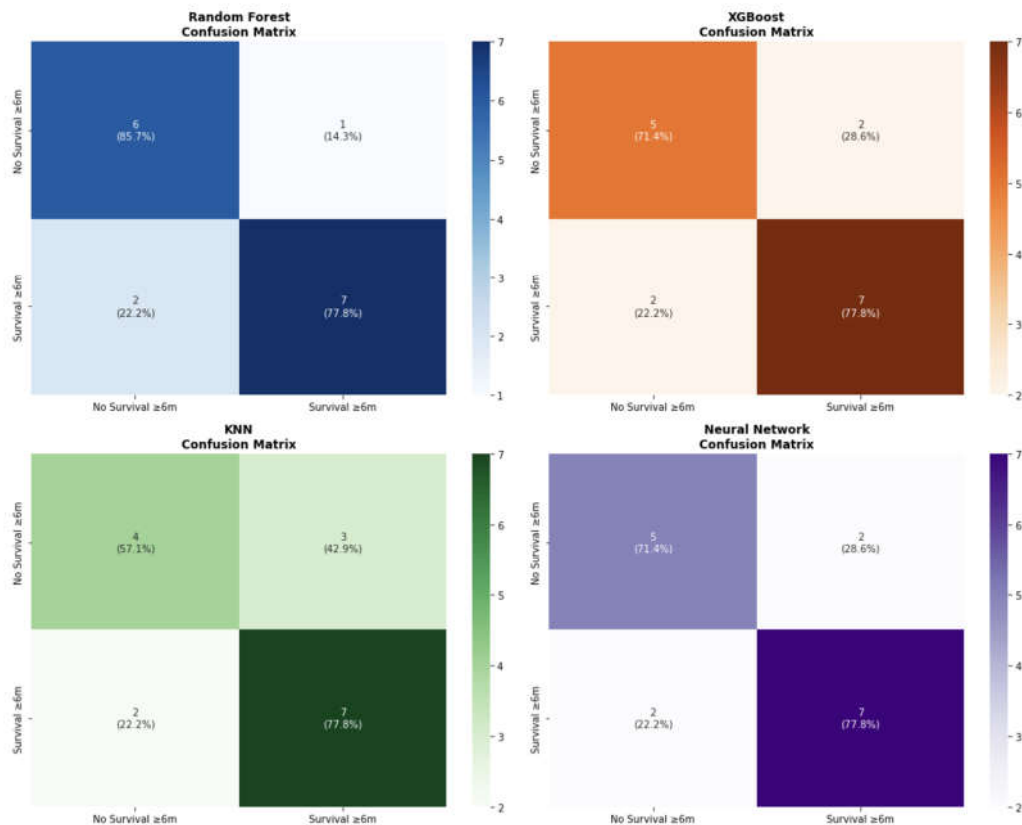 Random Forest
Confusion Matrix
No Survival ≥6m
Survival ≥6m
6
(85.7%)
1
(14.3%)
2
(22.2%)
7
(77.8%)
No Survival ≥6m
Survival ≥6m
7
6
5
4
3
2
1
XGBoost
Confusion Matrix
No Survival ≥6m
Survival ≥6m
5
(71.4%)
2
(28.6%)
2
(22.2%)
7
(77.8%)
No Survival ≥6m
Survival ≥6m
7
6
5
4
3
2
KNN
Confusion Matrix
No Survival ≥6m
Survival ≥6m
4
(57.1%)
3
(42.9%)
2
(22.2%)
7
(77.8%)
No Survival ≥6m
Survival ≥6m
7
6
5
4
3
2
Neural Network
Confusion Matrix
No Survival ≥6m
Survival ≥6m
5
(71.4%)
2
(28.6%)
2
(22.2%)
7
(77.8%)
No Survival ≥6m
Survival ≥6m
7
6
5
4
3
2